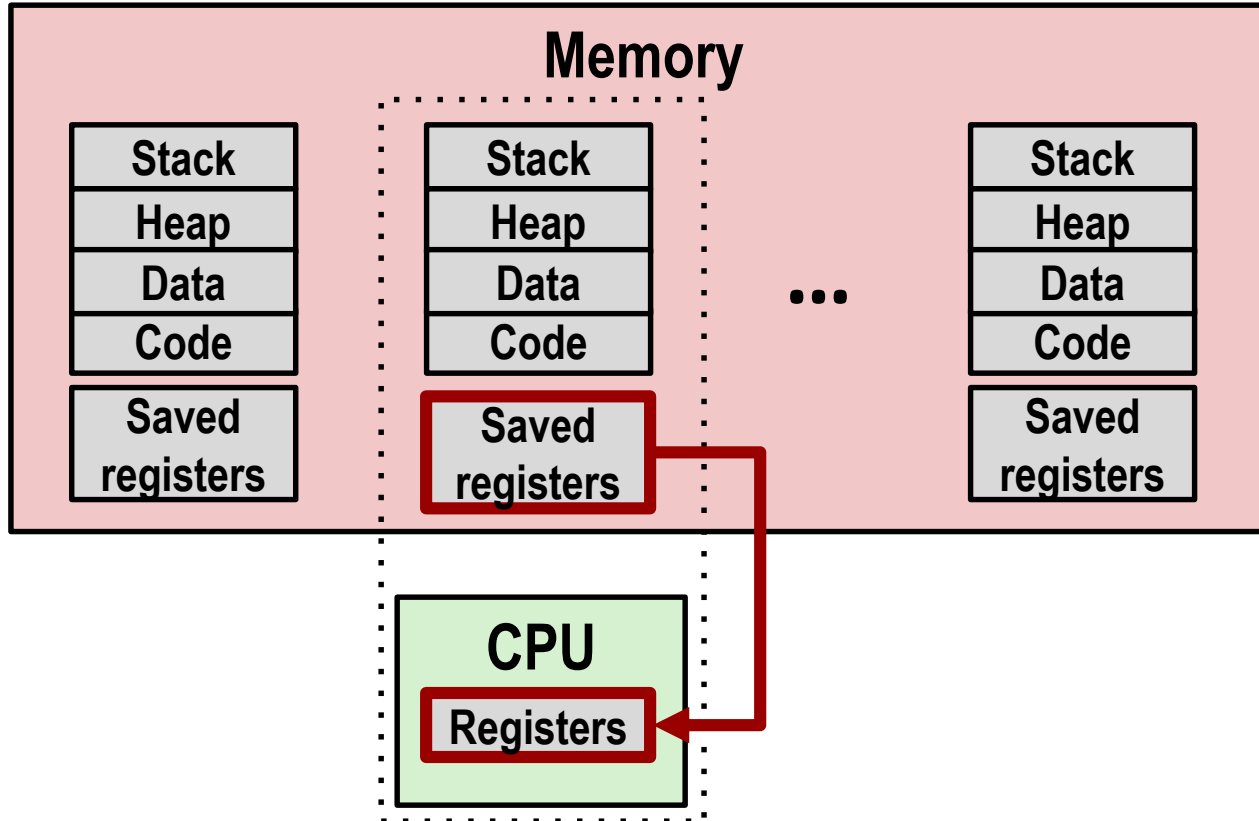 Memory
Stack
Heap
Data
Code
Saved
registers
Stack
Heap
Data
Code
Saved
registers
...
Stack
Heap
Data
Code
Saved
registers
CPU
Registers